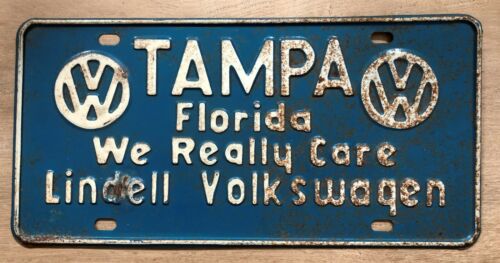 TAMPA
Florida
We Really Care
Lindell Volkswagen